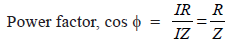 Power factor, cos ϕ = IR/IZ = R/Z